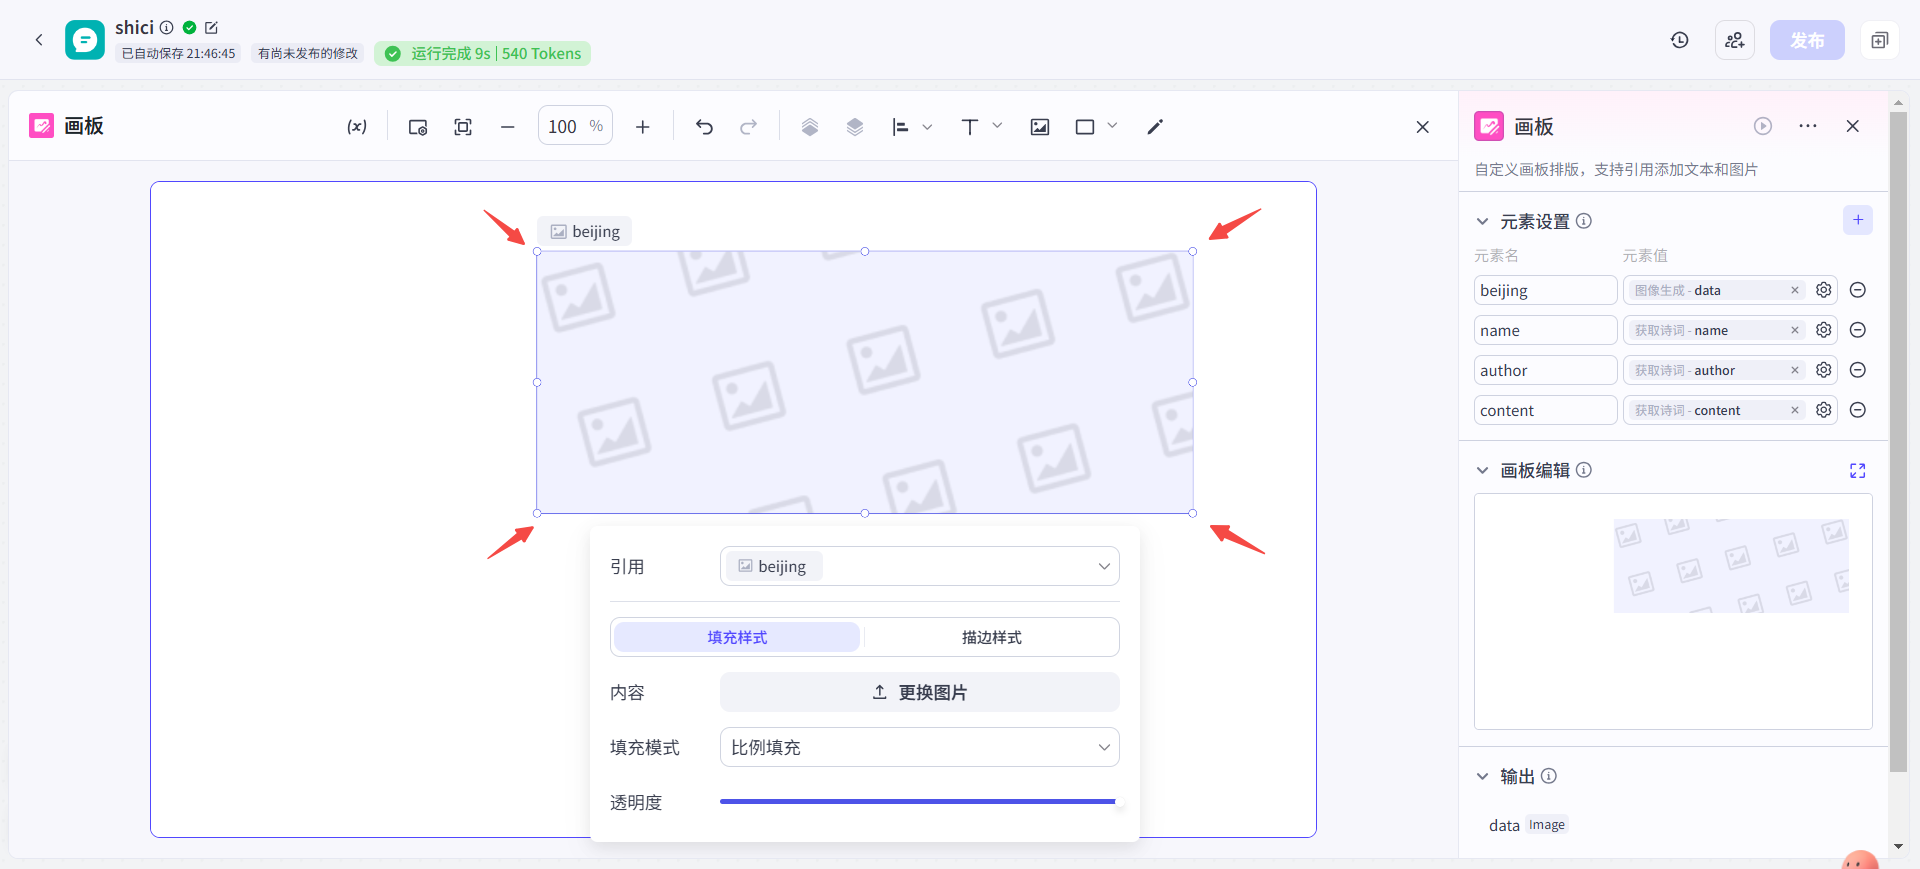 shici
已自动保存 21:46:45
有尚未发布的修改
运行完成 9s | 540 Tokens
发布
画板
(x)
100 %
画板
自定义画板排版，支持引用添加文本和图片
元素设置
元素名
元素值
beijing
图像生成 - data
name
获取诗词 - name
author
获取诗词 - author
content
获取诗词 - content
画板编辑
输出
data Image
beijing
引用
beijing
填充样式
描边样式
内容
更换图片
填充模式
比例填充
透明度